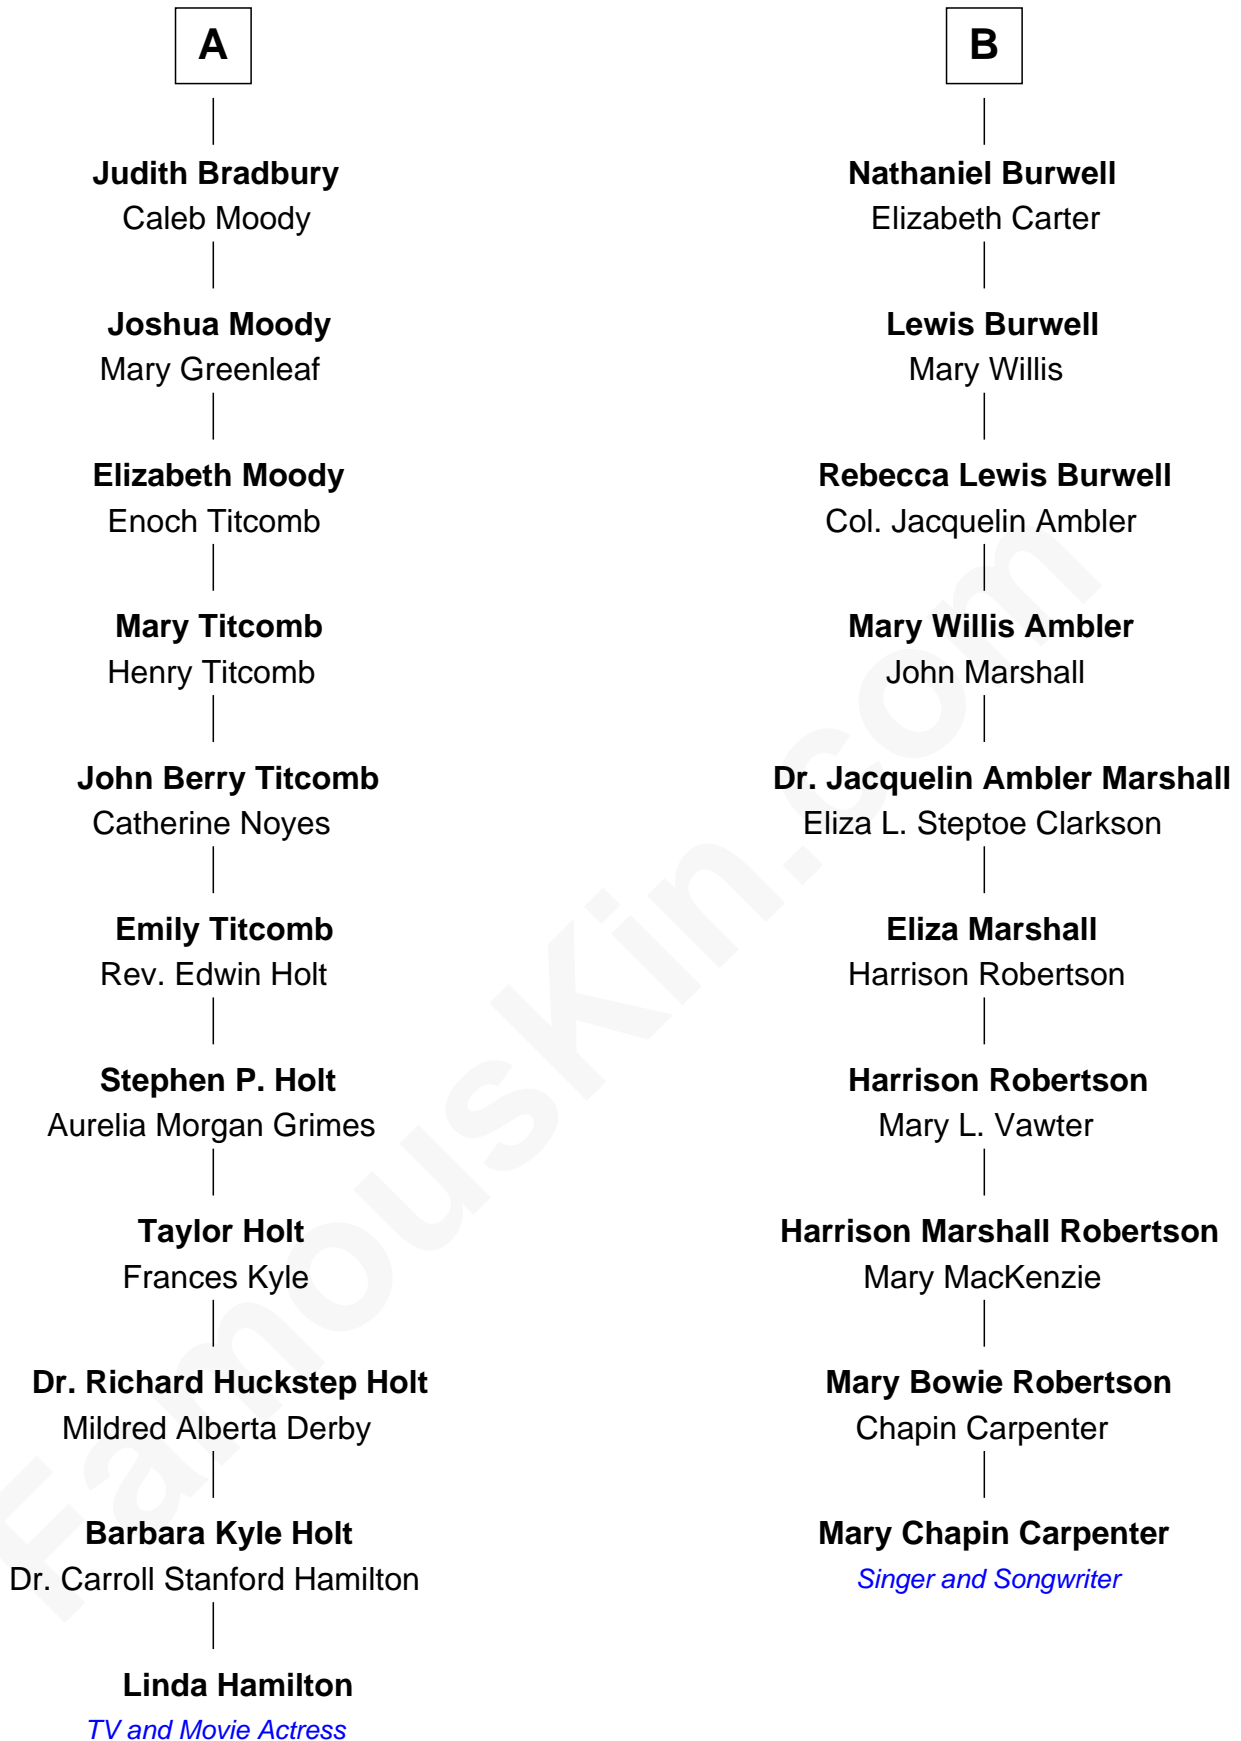 A
Judith Bradbury
Caleb Moody
Joshua Moody
Mary Greenleaf
Elizabeth Moody
Enoch Titcomb
Mary Titcomb
Henry Titcomb
John Berry Titcomb
Catherine Noyes
Emily Titcomb
Rev. Edwin Holt
Stephen P. Holt
Aurelia Morgan Grimes
Taylor Holt
Frances Kyle
Dr. Richard Huckstep Holt
Mildred Alberta Derby
Barbara Kyle Holt
Dr. Carroll Stanford Hamilton
Linda Hamilton
TV and Movie Actress
B
Nathaniel Burwell
Elizabeth Carter
Lewis Burwell
Mary Willis
Rebecca Lewis Burwell
Col. Jacquelin Ambler
Mary Willis Ambler
John Marshall
Dr. Jacquelin Ambler Marshall
Eliza L. Steptoe Clarkson
Eliza Marshall
Harrison Robertson
Harrison Robertson
Mary L. Vawter
Harrison Marshall Robertson
Mary MacKenzie
Mary Bowie Robertson
Chapin Carpenter
Mary Chapin Carpenter
Singer and Songwriter
FamousKin.com